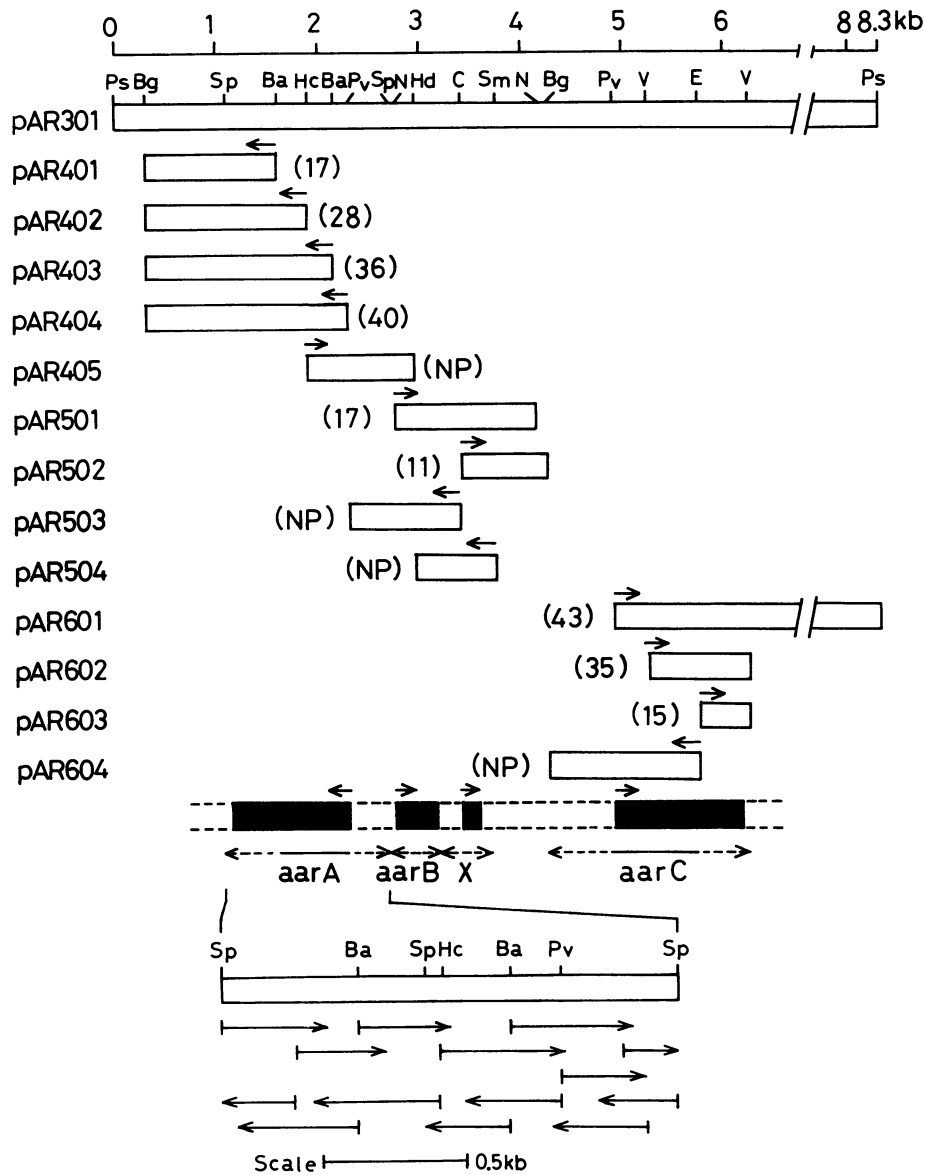 0 1 2 3 4 5 6 8 8.3kb
Ps Bg Sp Ba Hc Ba Pv Sp N Hd C Sm N Bg Pv V E V Ps
pAR301
pAR401 (17)
pAR402 (28)
pAR403 (36)
pAR404 (40)
pAR405 (NP)
pAR501 (17)
pAR502 (11)
pAR503 (NP)
pAR504 (NP)
pAR601 (43)
pAR602 (35)
pAR603 (15)
pAR604 (NP)
aarA aarB X aarC
Sp Ba Sp Hc Ba Pv Sp
Scale 0.5kb